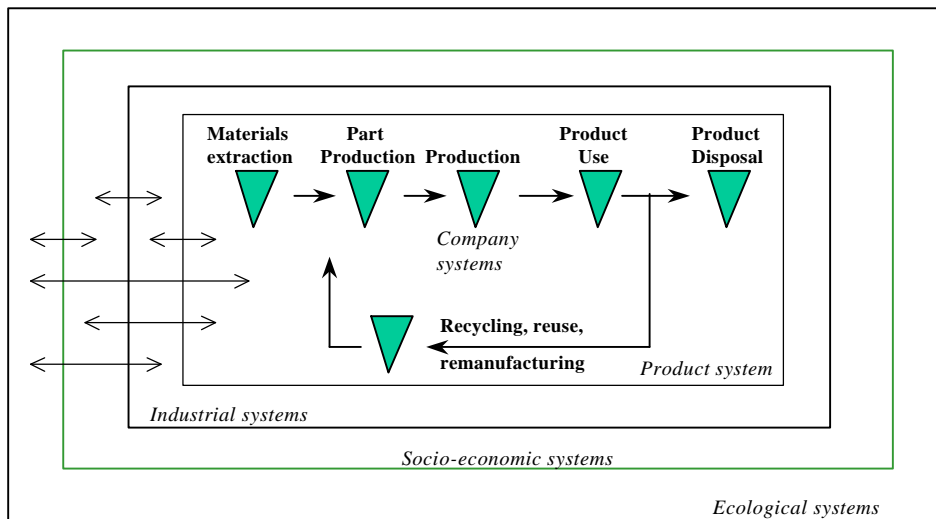 Materials
extraction
Part
Production
Production
Product
Use
Product
Disposal
Company
systems
Recycling, reuse,
remanufacturing
Product system
Industrial systems
Socio-economic systems
Ecological systems